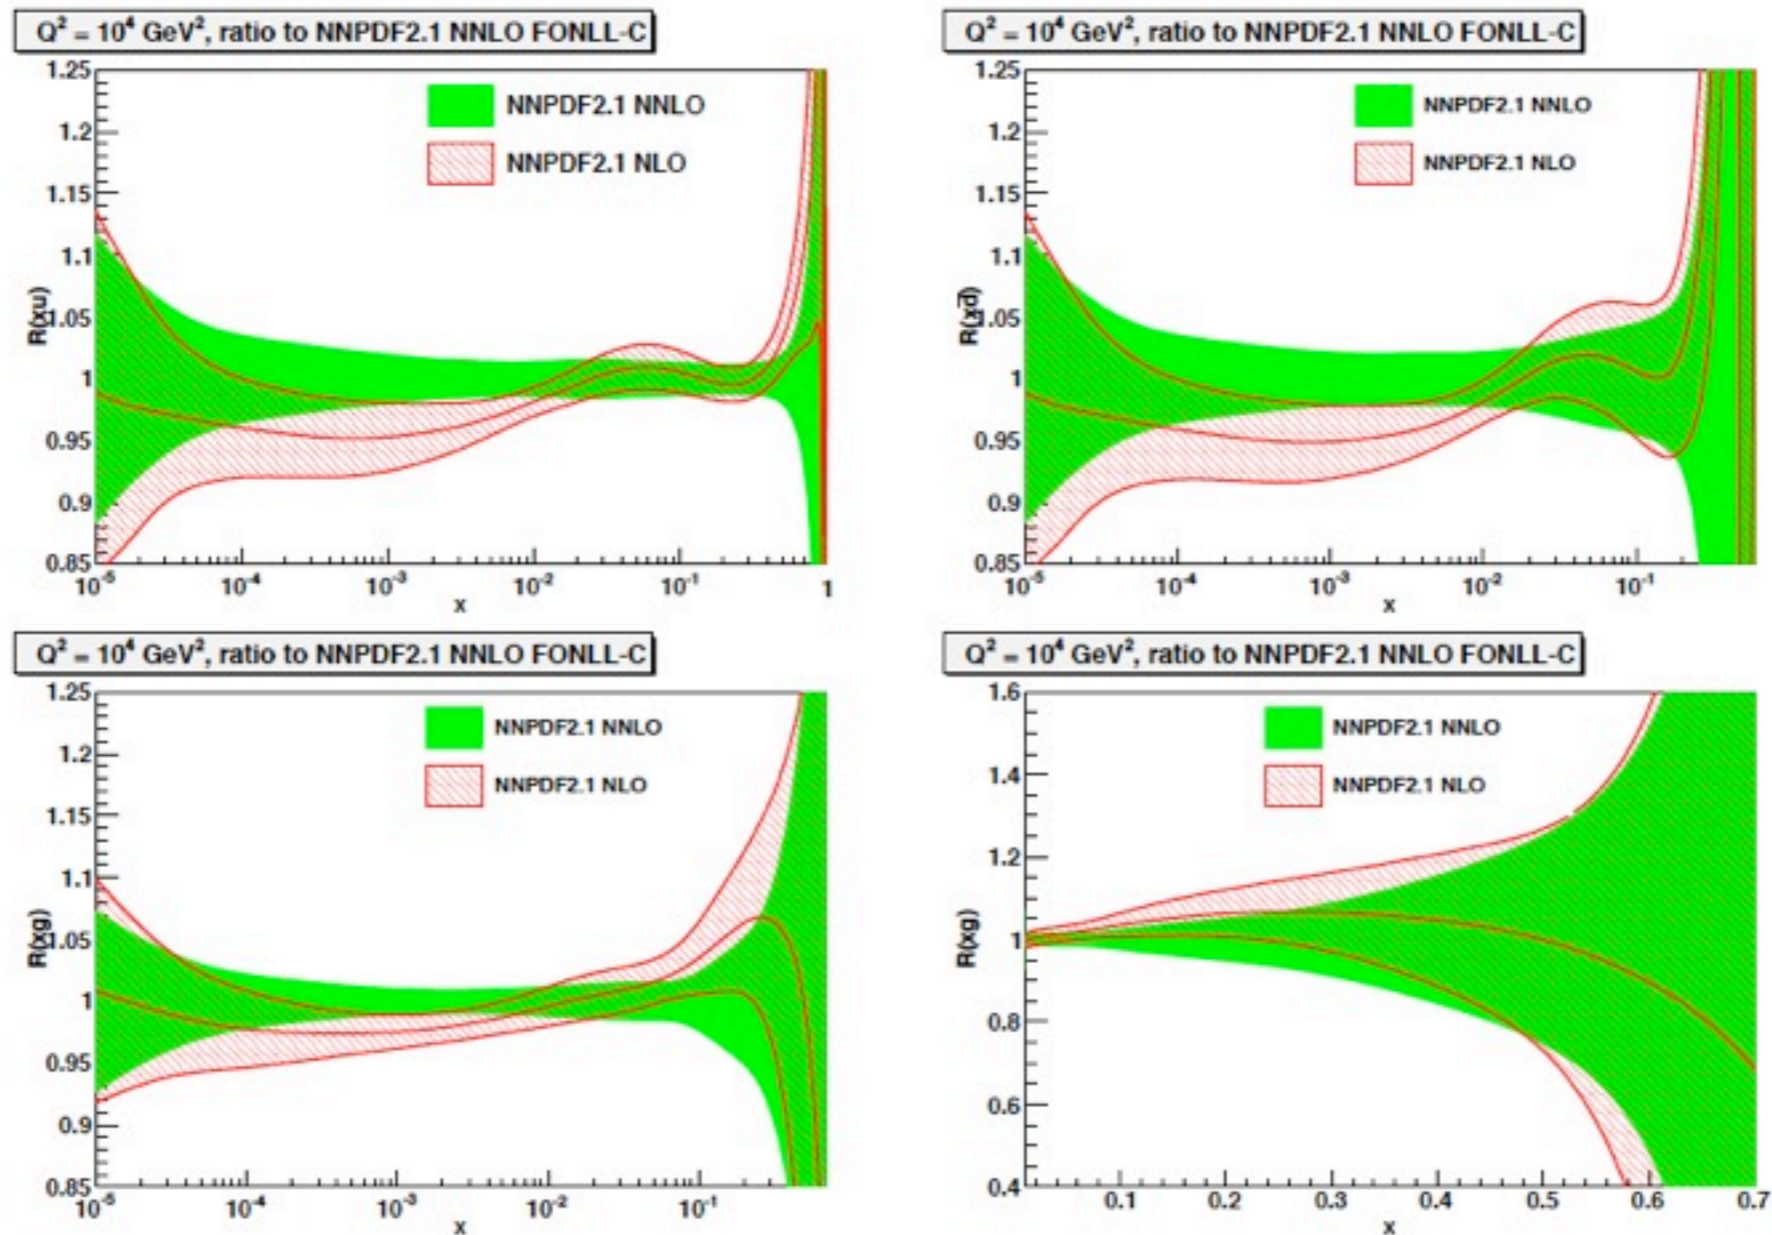 Q² = 10⁴ GeV², ratio to NNPDF2.1 NNLO FONLL-C
1.25
1.2
1.15
1.1
1.05
1
0.95
0.9
0.85
R(xu)
NNPDF2.1 NNLO
NNPDF2.1 NLO
10⁻⁵
10⁻⁴
10⁻³
10⁻²
10⁻¹
1
x
Q² = 10⁴ GeV², ratio to NNPDF2.1 NNLO FONLL-C
1.25
1.2
1.15
1.1
1.05
1
0.95
0.9
0.85
R(xd̅)
NNPDF2.1 NNLO
NNPDF2.1 NLO
10⁻⁵
10⁻⁴
10⁻³
10⁻²
10⁻¹
x
Q² = 10⁴ GeV², ratio to NNPDF2.1 NNLO FONLL-C
1.25
1.2
1.15
1.1
1.05
1
0.95
0.9
0.85
R(xg)
NNPDF2.1 NNLO
NNPDF2.1 NLO
10⁻⁵
10⁻⁴
10⁻³
10⁻²
10⁻¹
x
Q² = 10⁴ GeV², ratio to NNPDF2.1 NNLO FONLL-C
1.6
1.4
1.2
1
0.8
0.6
0.4
R(xg)
NNPDF2.1 NNLO
NNPDF2.1 NLO
0.1
0.2
0.3
0.4
0.5
0.6
0.7
x